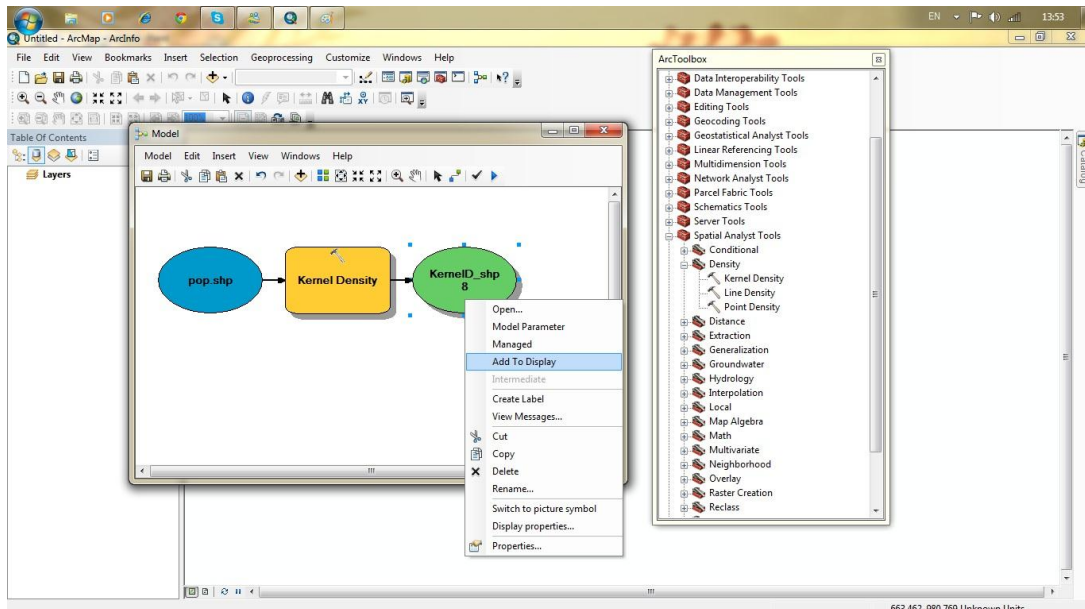 EN
13:53
Untitled - ArcMap - ArcInfo
File Edit View Bookmarks Insert Selection Geoprocessing Customize Windows Help
Table Of Contents
Layers
Model
Model Edit Insert View Windows Help
pop.shp
Kernel Density
KernelD_shp
8
Open...
Model Parameter
Managed
Add To Display
Intermediate
Create Label
View Messages...
Cut
Copy
Delete
Rename...
Switch to picture symbol
Display properties...
Properties...
ArcToolbox
Data Interoperability Tools
Data Management Tools
Editing Tools
Geocoding Tools
Geostatistical Analyst Tools
Linear Referencing Tools
Multidimension Tools
Network Analyst Tools
Parcel Fabric Tools
Schematics Tools
Server Tools
Spatial Analyst Tools
Conditional
Density
Kernel Density
Line Density
Point Density
Distance
Extraction
Generalization
Groundwater
Hydrology
Interpolation
Local
Map Algebra
Math
Multivariate
Neighborhood
Overlay
Raster Creation
Reclass
Catalog
663,462 980,769 Unknown Units